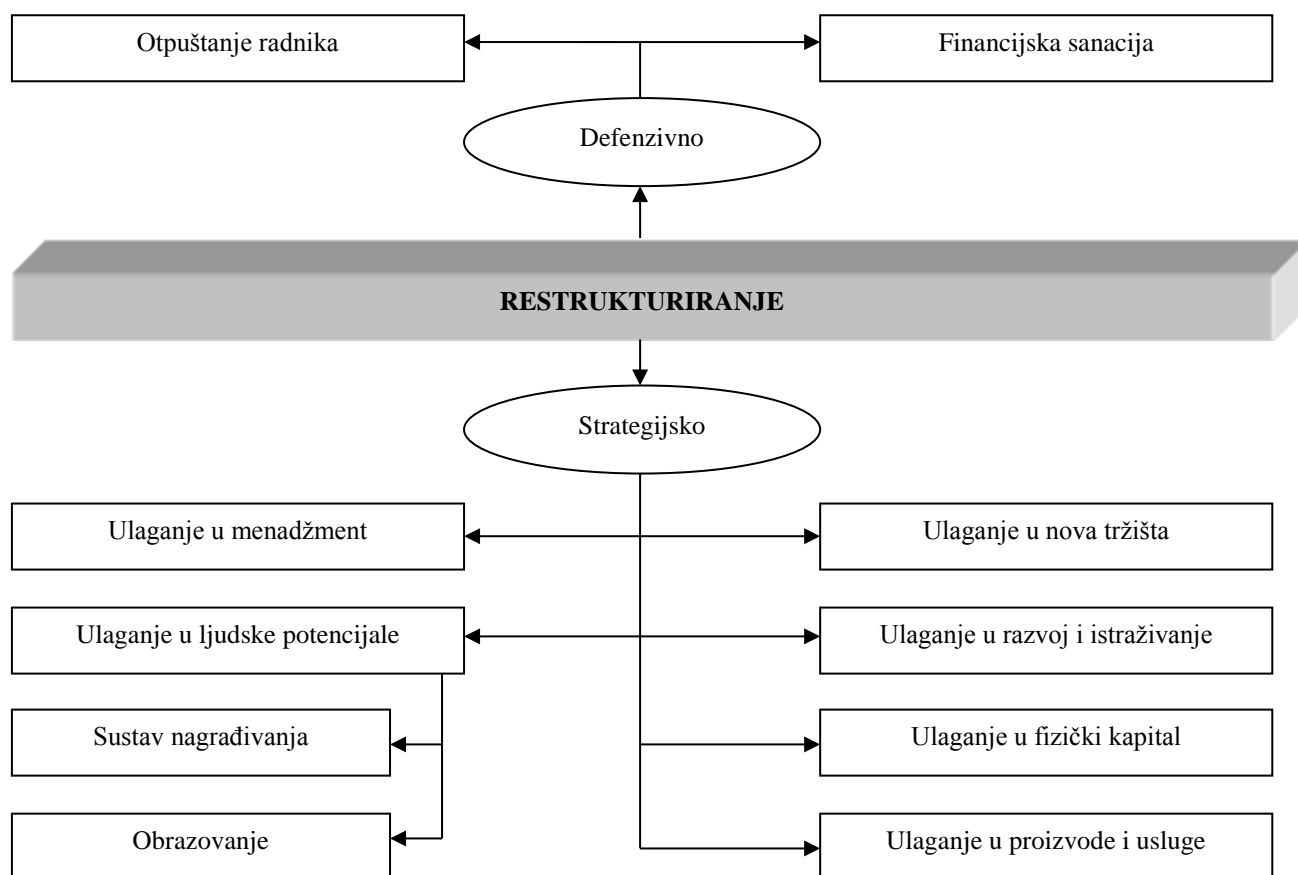 Otpuštanje radnika
Financijska sanacija
Defenzivno
RESTRUKTURIRANJE
Strategijsko
Ulaganje u menadžment
Ulaganje u nova tržišta
Ulaganje u ljudske potencijale
Ulaganje u razvoj i istraživanje
Sustav nagrađivanja
Ulaganje u fizički kapital
Obrazovanje
Ulaganje u proizvode i usluge